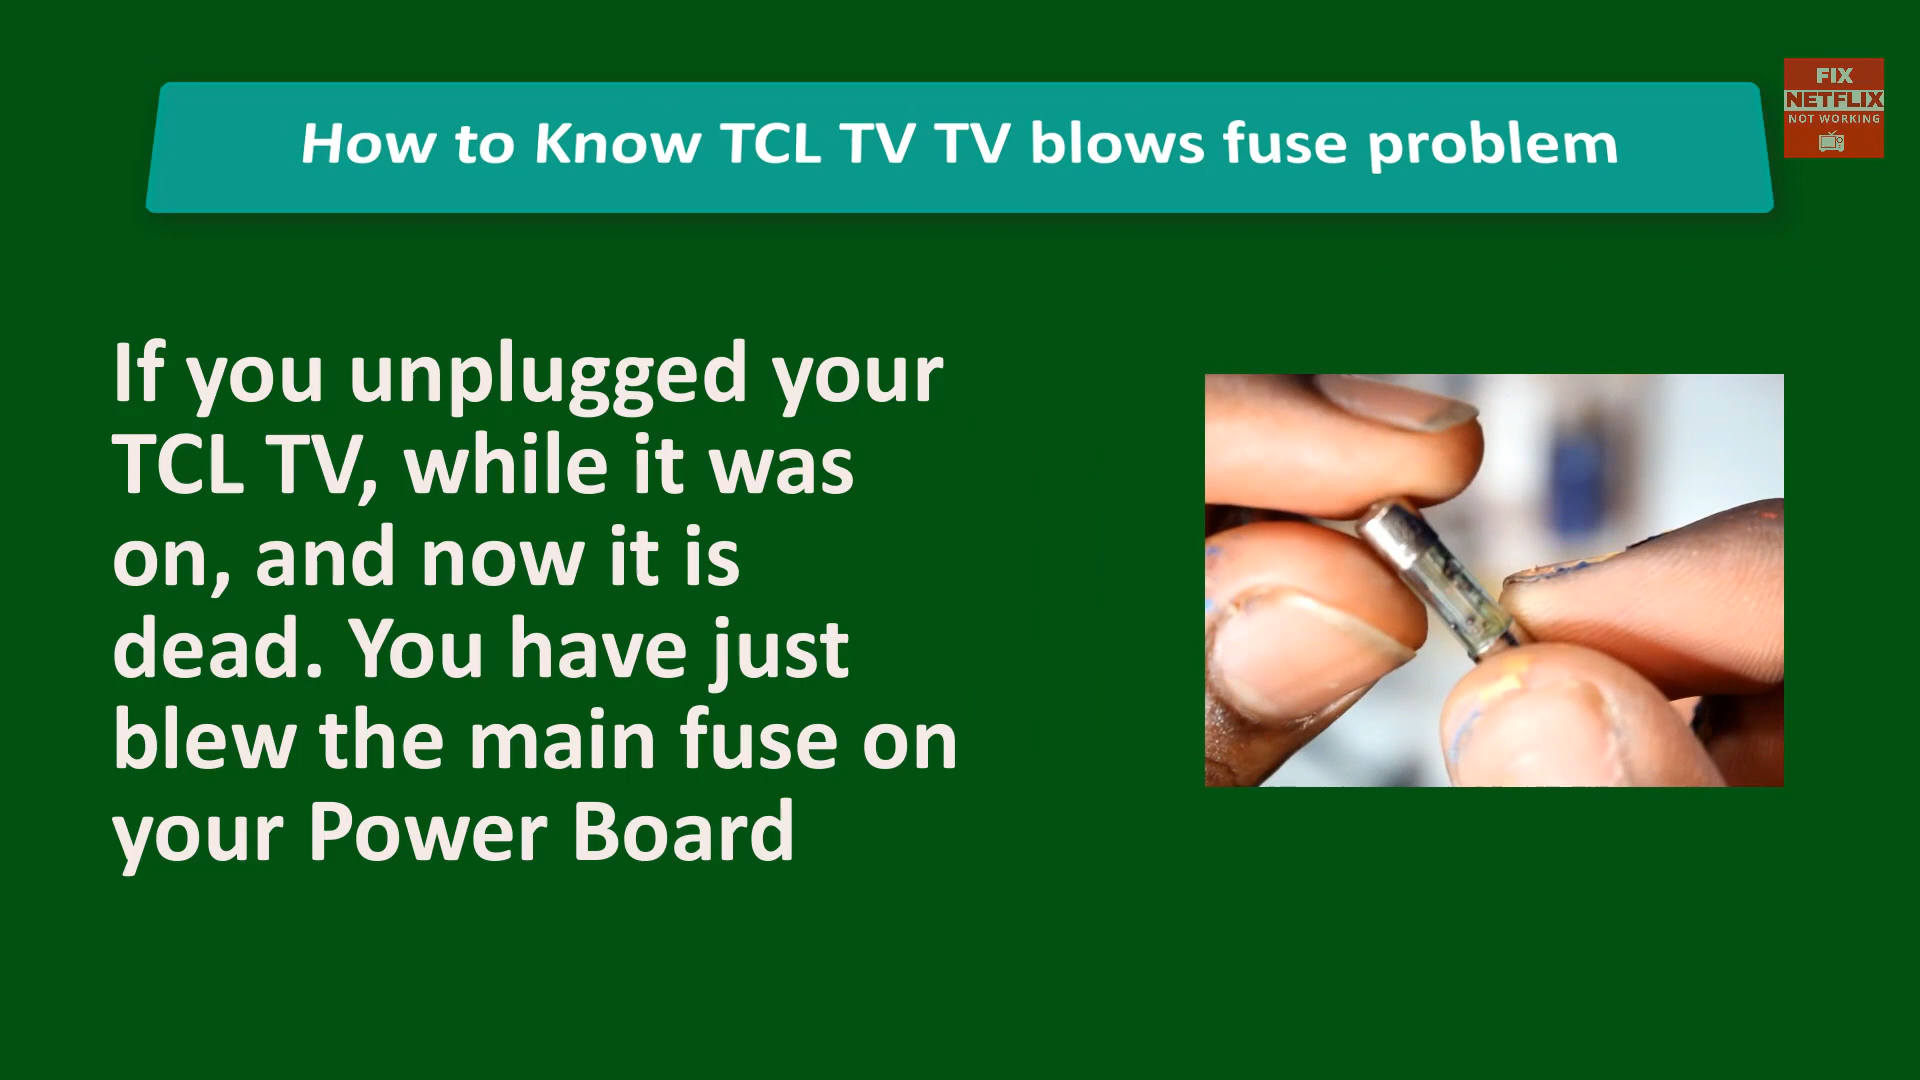 How to Know TCL TV TV blows fuse problem
FIX
NETFLIX
NOT WORKING
If you unplugged your
TCL TV, while it was
on, and now it is
dead. You have just
blew the main fuse on
your Power Board